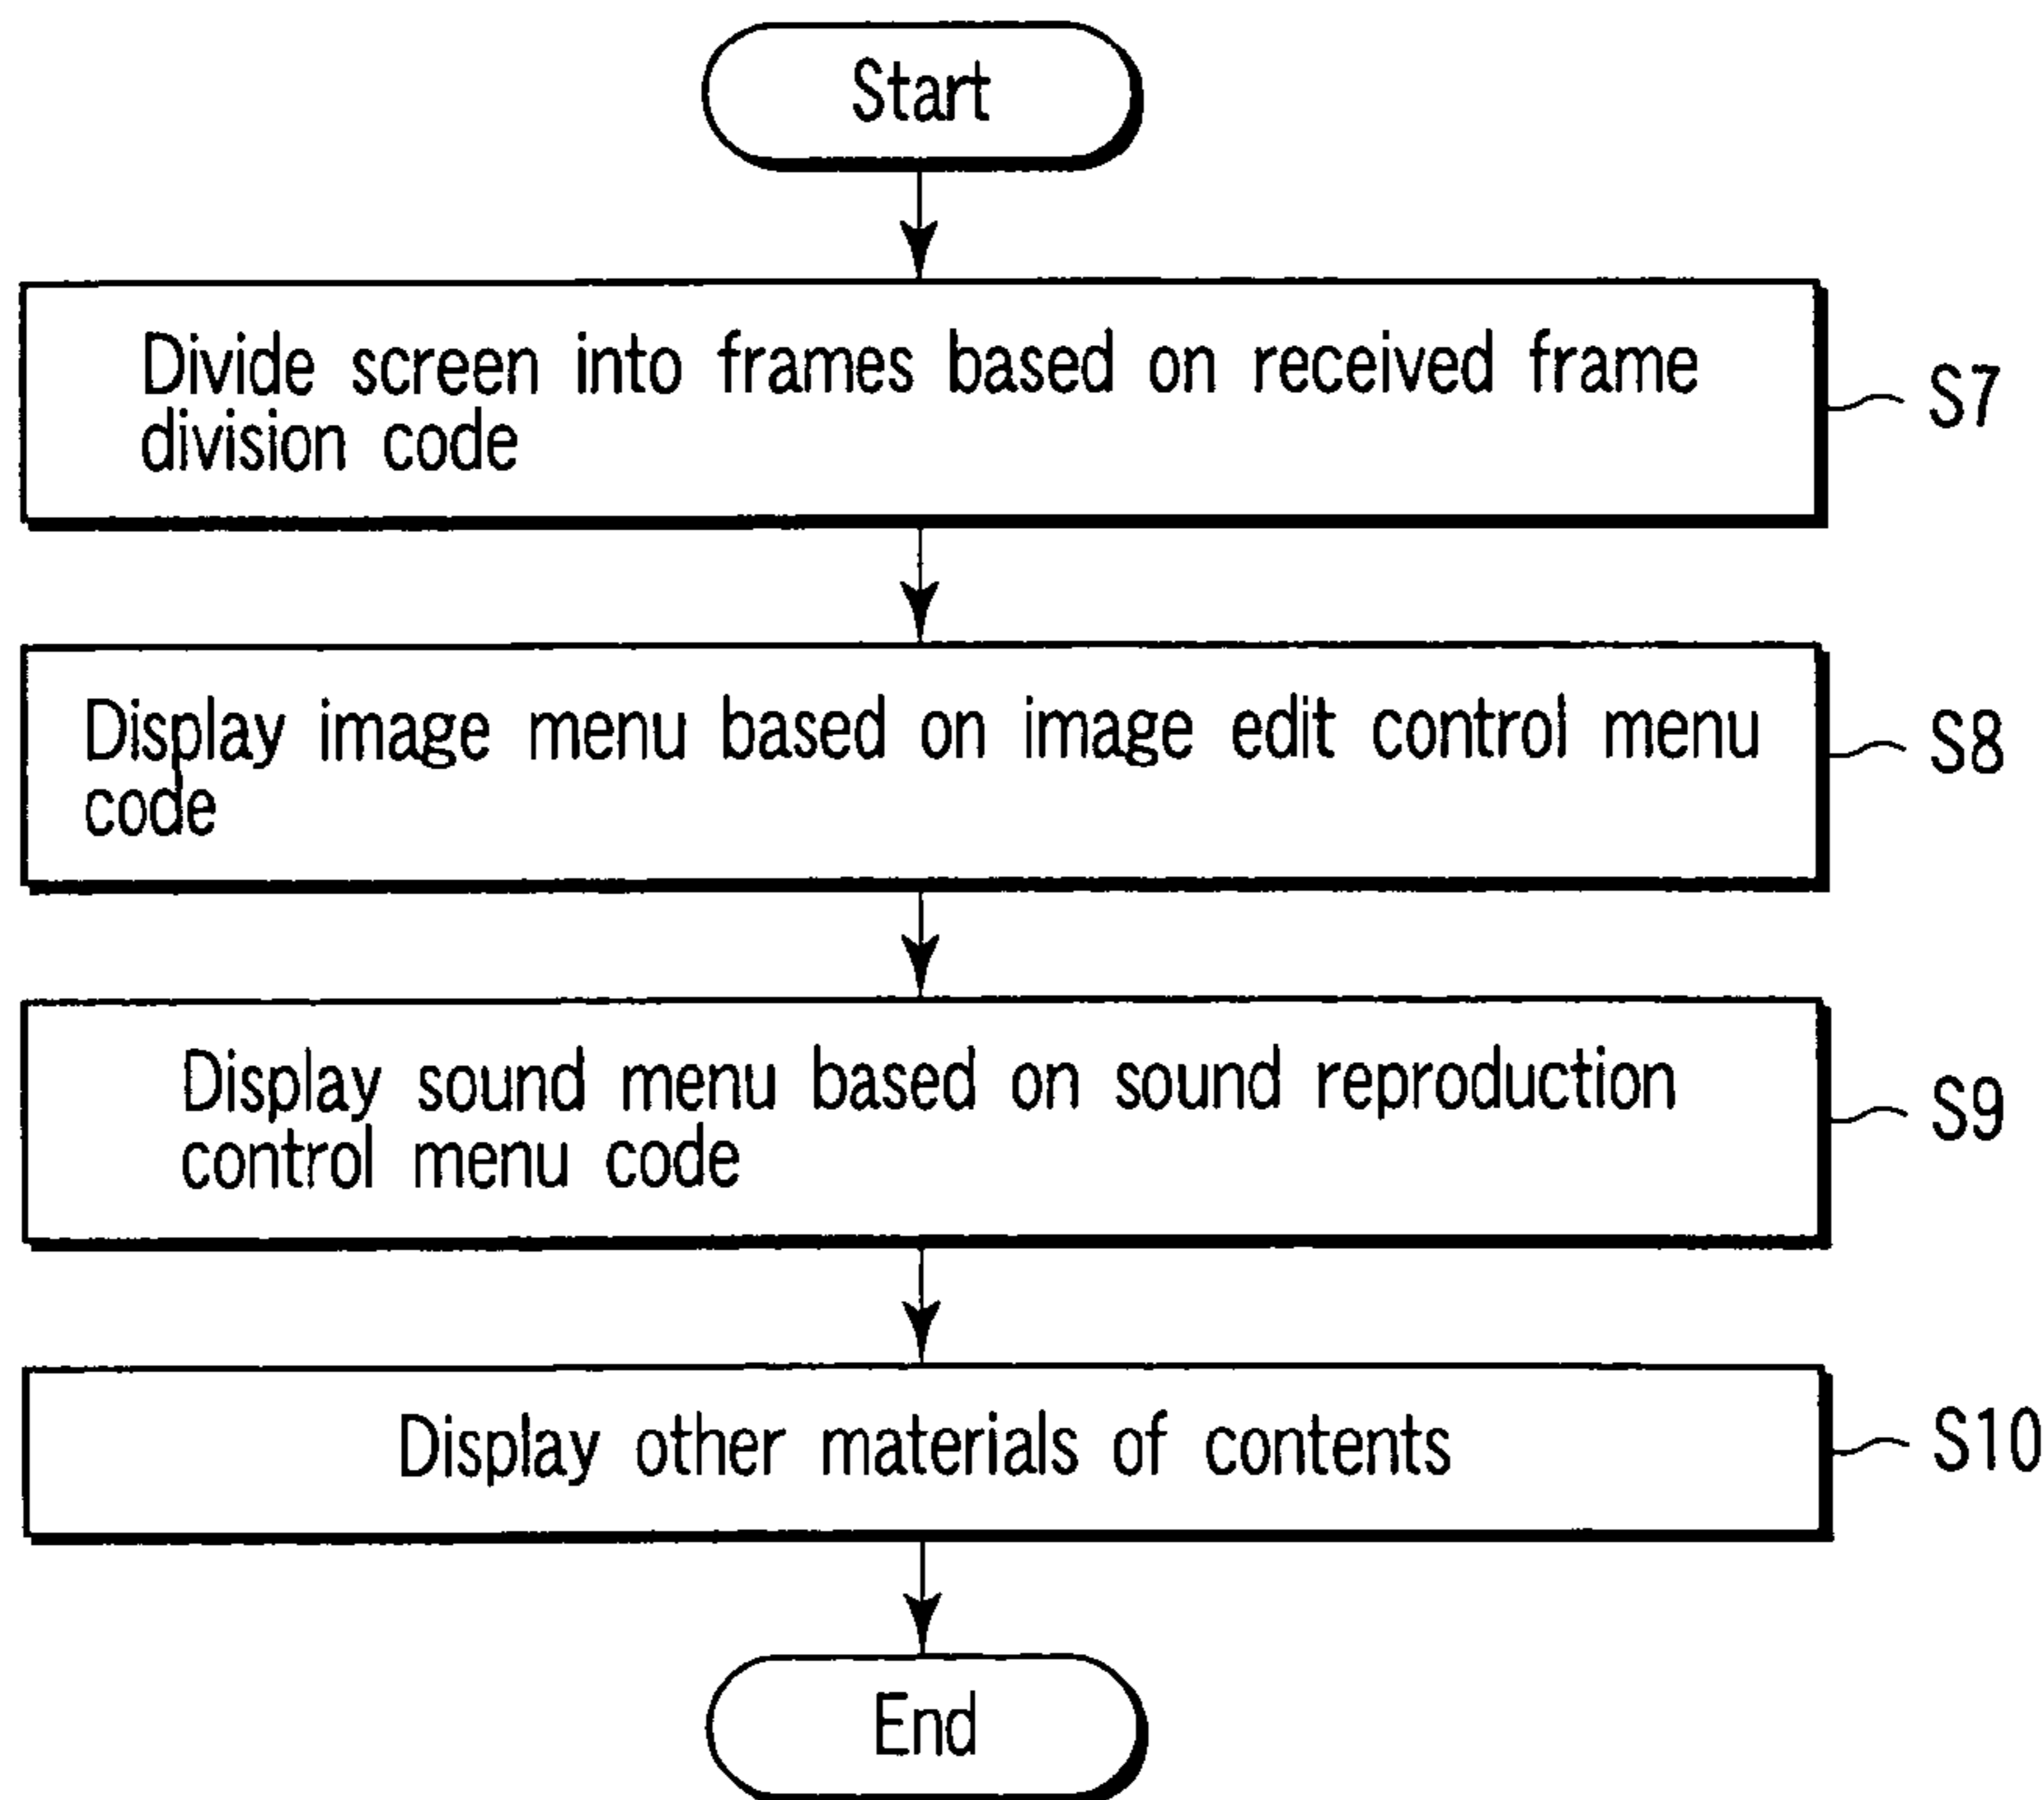 Start
Divide screen into frames based on received frame
division code
S7
Display image menu based on image edit control menu
code
S8
Display sound menu based on sound reproduction
control menu code
S9
Display other materials of contents
S10
End